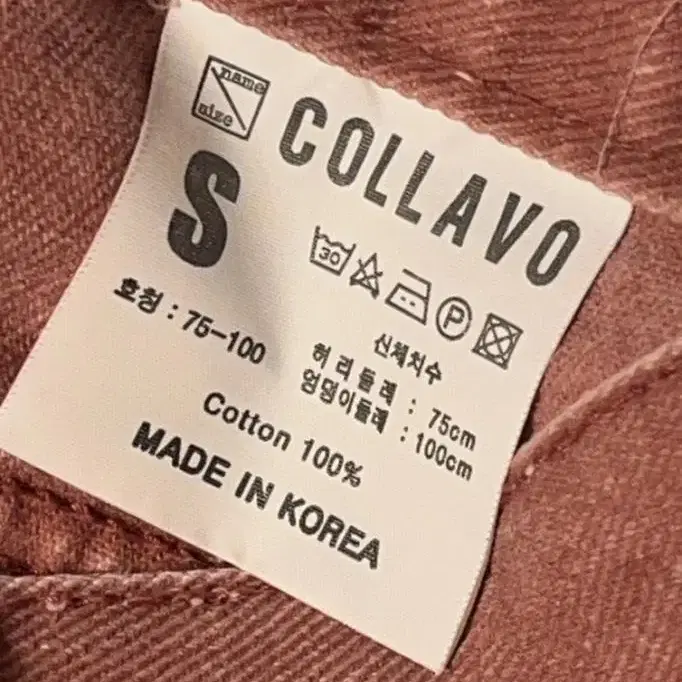 name
size
COLLAVO
S
30
P
호칭 : 75-100
신체치수
허리둘레 : 75cm
엉덩이둘레 : 100cm
Cotton 100%
MADE IN KOREA